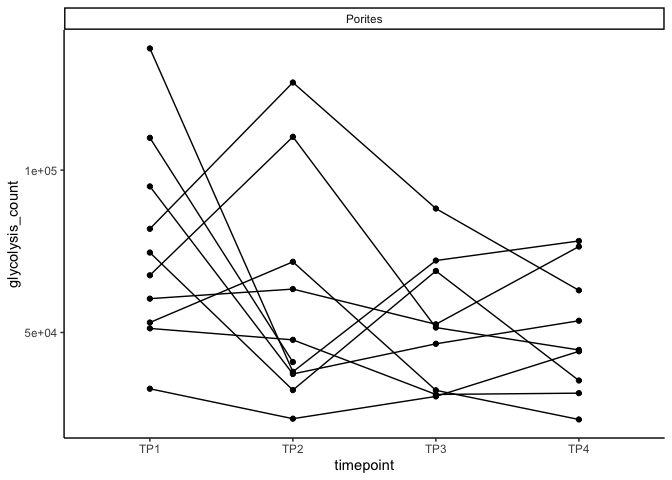 Porites
glycolysis_count
1e+05
5e+04
TP1 TP2 TP3 TP4
timepoint